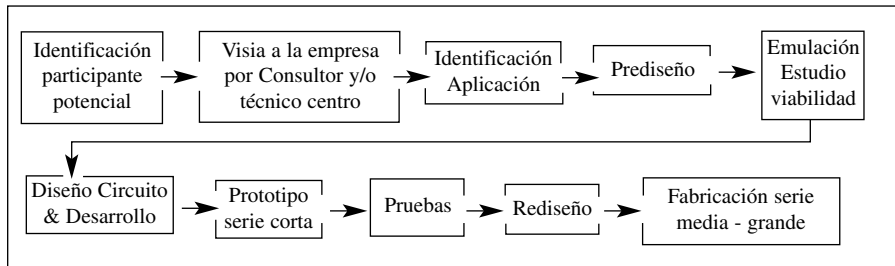 Identificación
participante
potencial
Visia a la empresa
por Consultor y/o
técnico centro
Identificación
Aplicación
Prediseño
Emulación
Estudio
viabilidad
Diseño Circuito
& Desarrollo
Prototipo
serie corta
Pruebas
Rediseño
Fabricación serie
media - grande